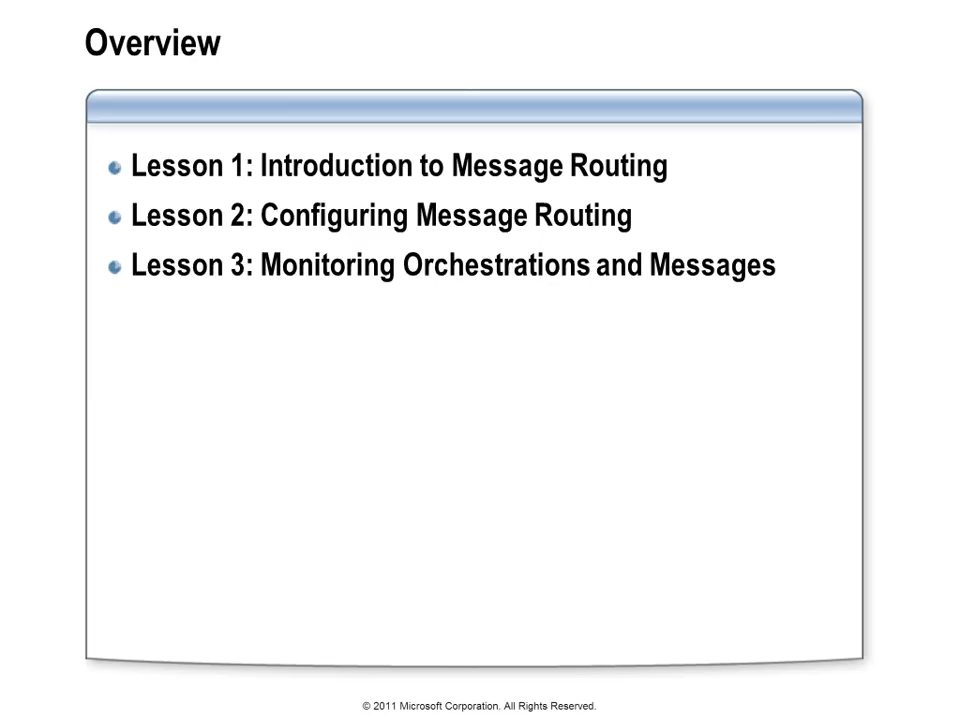 Overview
Lesson 1: Introduction to Message Routing
Lesson 2: Configuring Message Routing
Lesson 3: Monitoring Orchestrations and Messages
© 2011 Microsoft Corporation. All Rights Reserved.